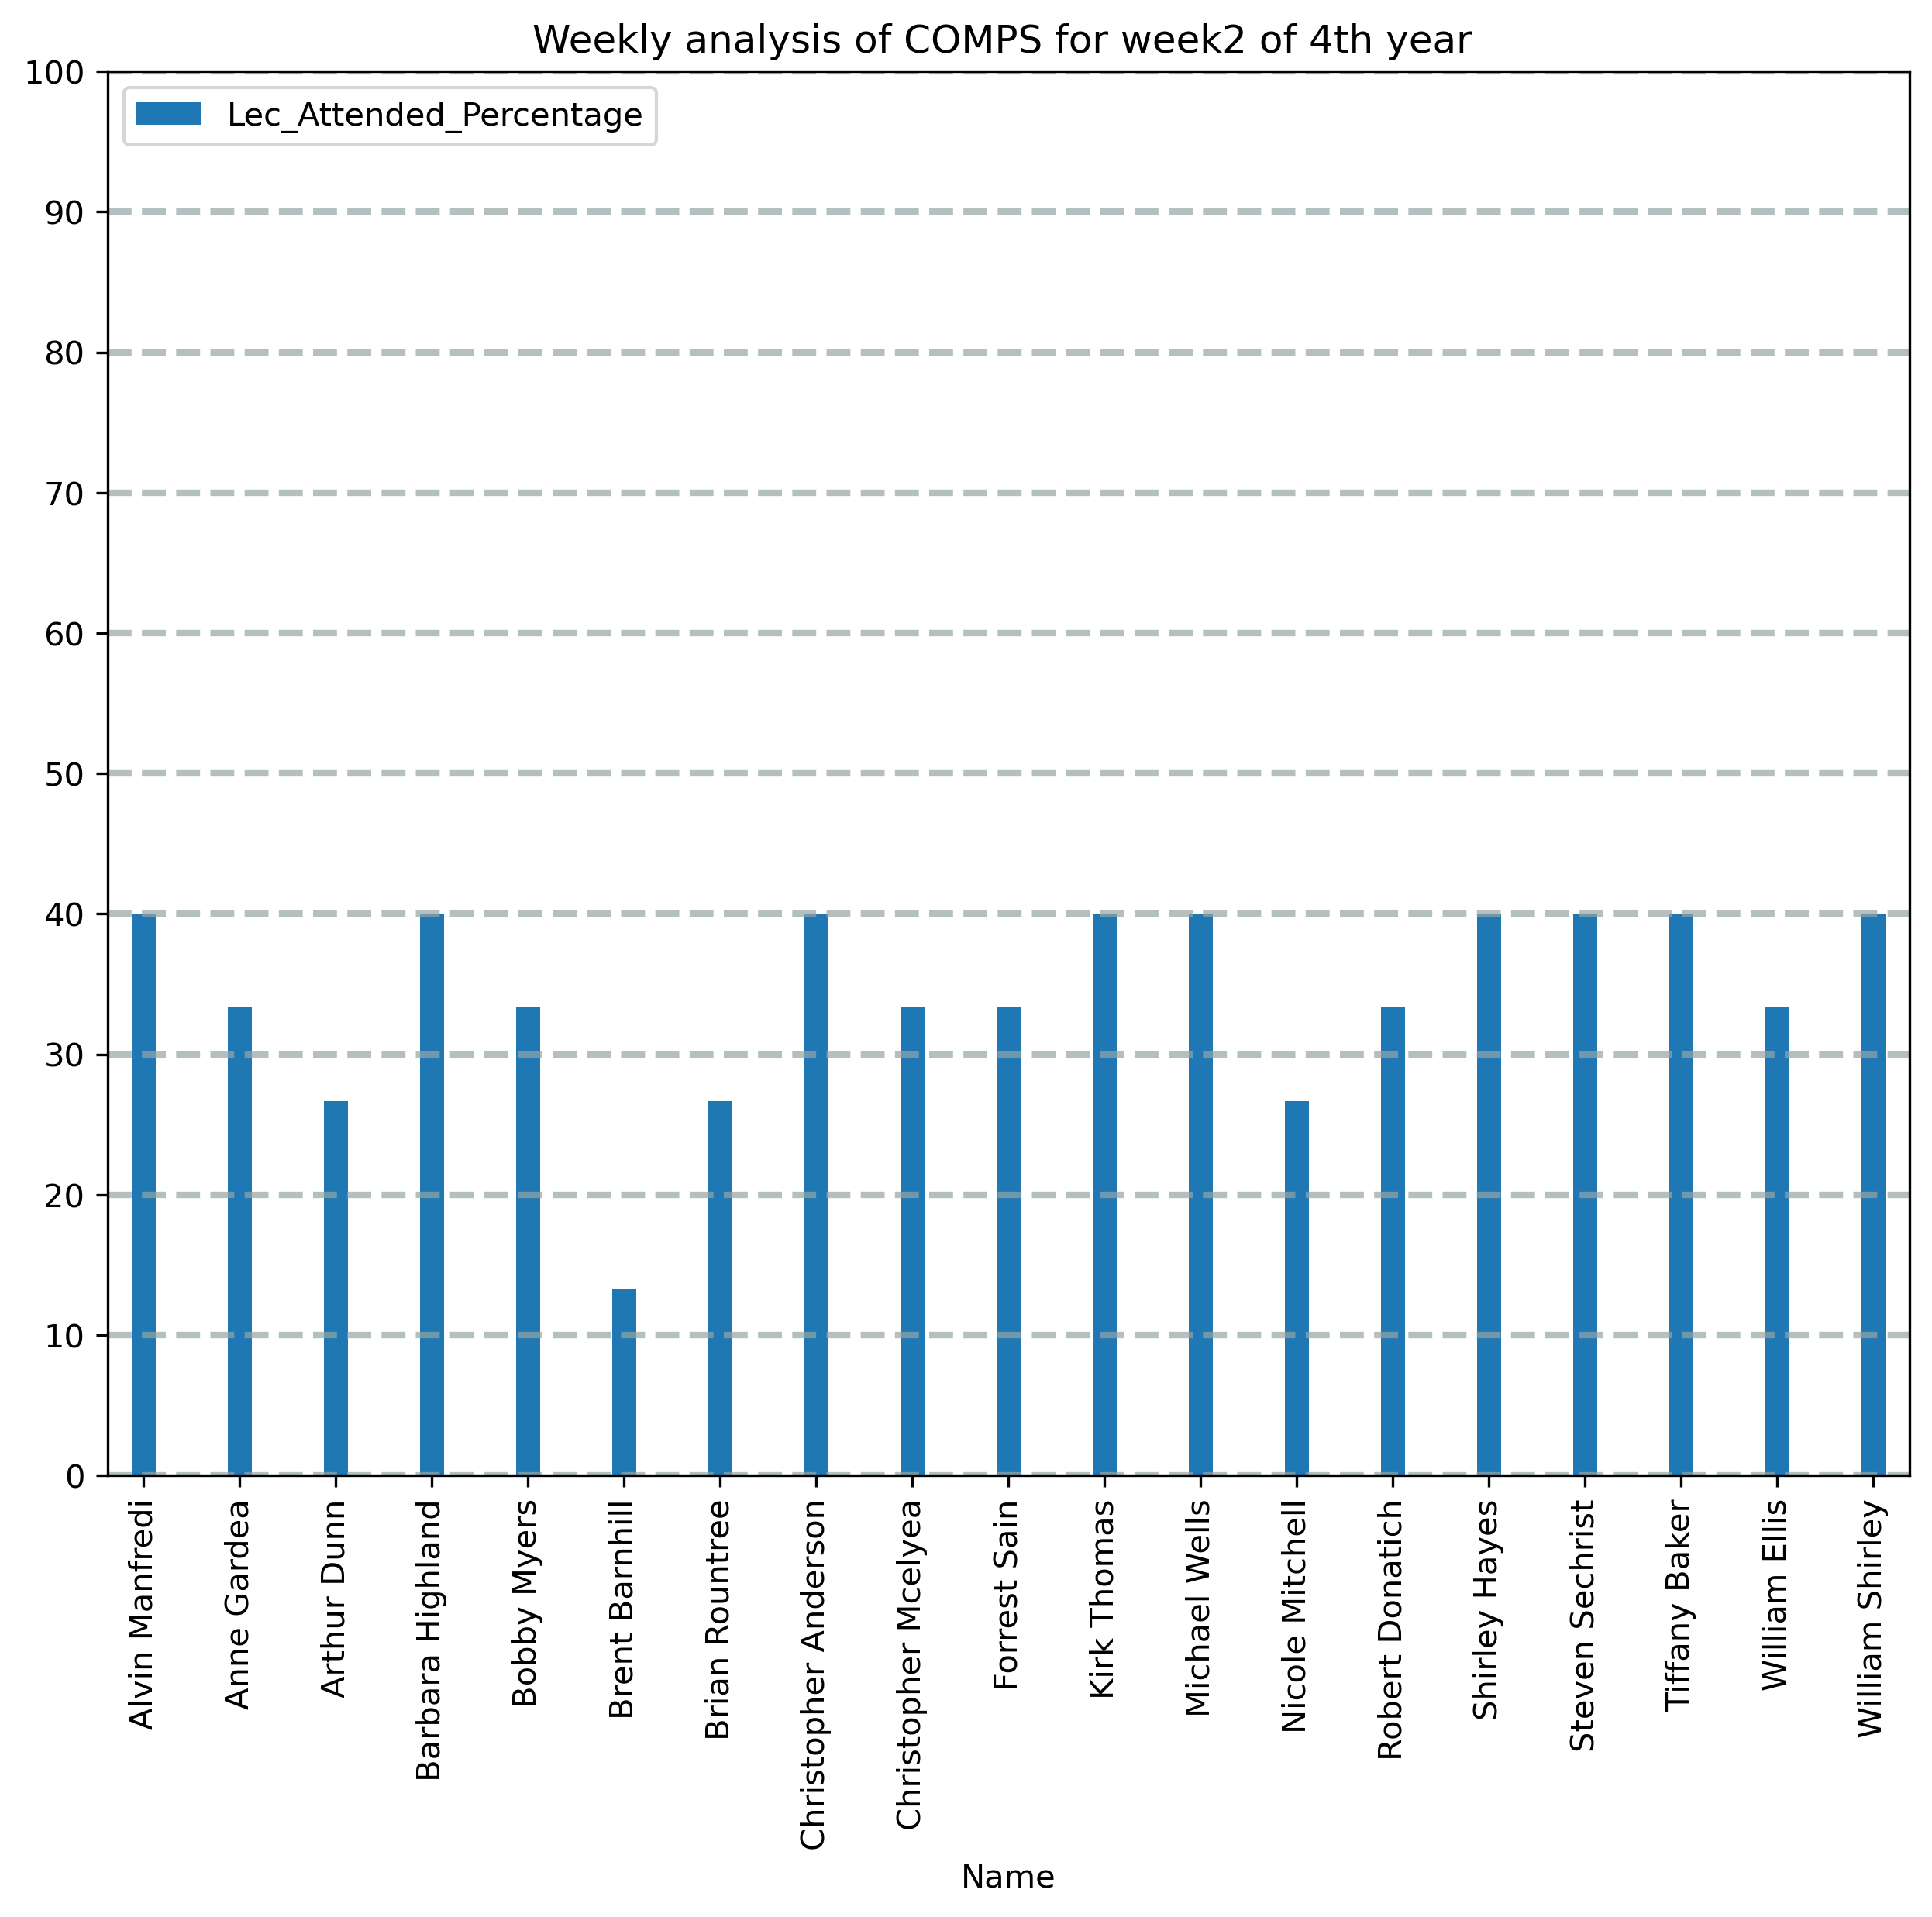 Weekly analysis of COMPS for week2 of 4th year
Lec_Attended_Percentage
100
90
80
70
60
50
40
30
20
10
0
Alvin Manfredi
Anne Gardea
Arthur Dunn
Barbara Highland
Bobby Myers
Brent Barnhill
Brian Rountree
Christopher Anderson
Christopher Mcelyea
Forrest Sain
Kirk Thomas
Michael Wells
Nicole Mitchell
Robert Donatich
Shirley Hayes
Steven Sechrist
Tiffany Baker
William Ellis
William Shirley
Name